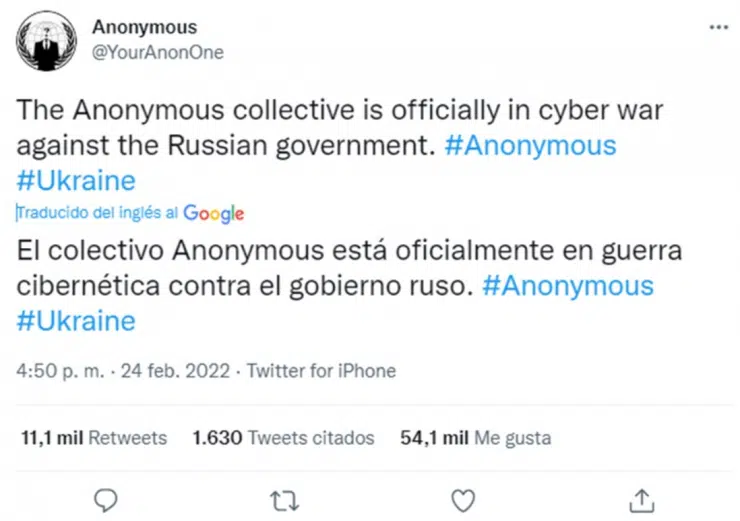 Anonymous
@YourAnonOne
The Anonymous collective is officially in cyber war
against the Russian government. #Anonymous
#Ukraine
Traducido del inglés al Google
El colectivo Anonymous está oficialmente en guerra
cibernética contra el gobierno ruso. #Anonymous
#Ukraine
4:50 p. m. · 24 feb. 2022 · Twitter for iPhone
11,1 mil Retweets 1.630 Tweets citados 54,1 mil Me gusta